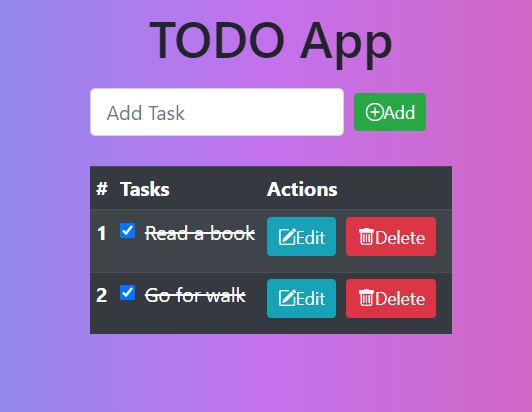 TODO App
Add Task
Add
# Tasks Actions
1 Read a book Edit Delete
2 Go for walk Edit Delete